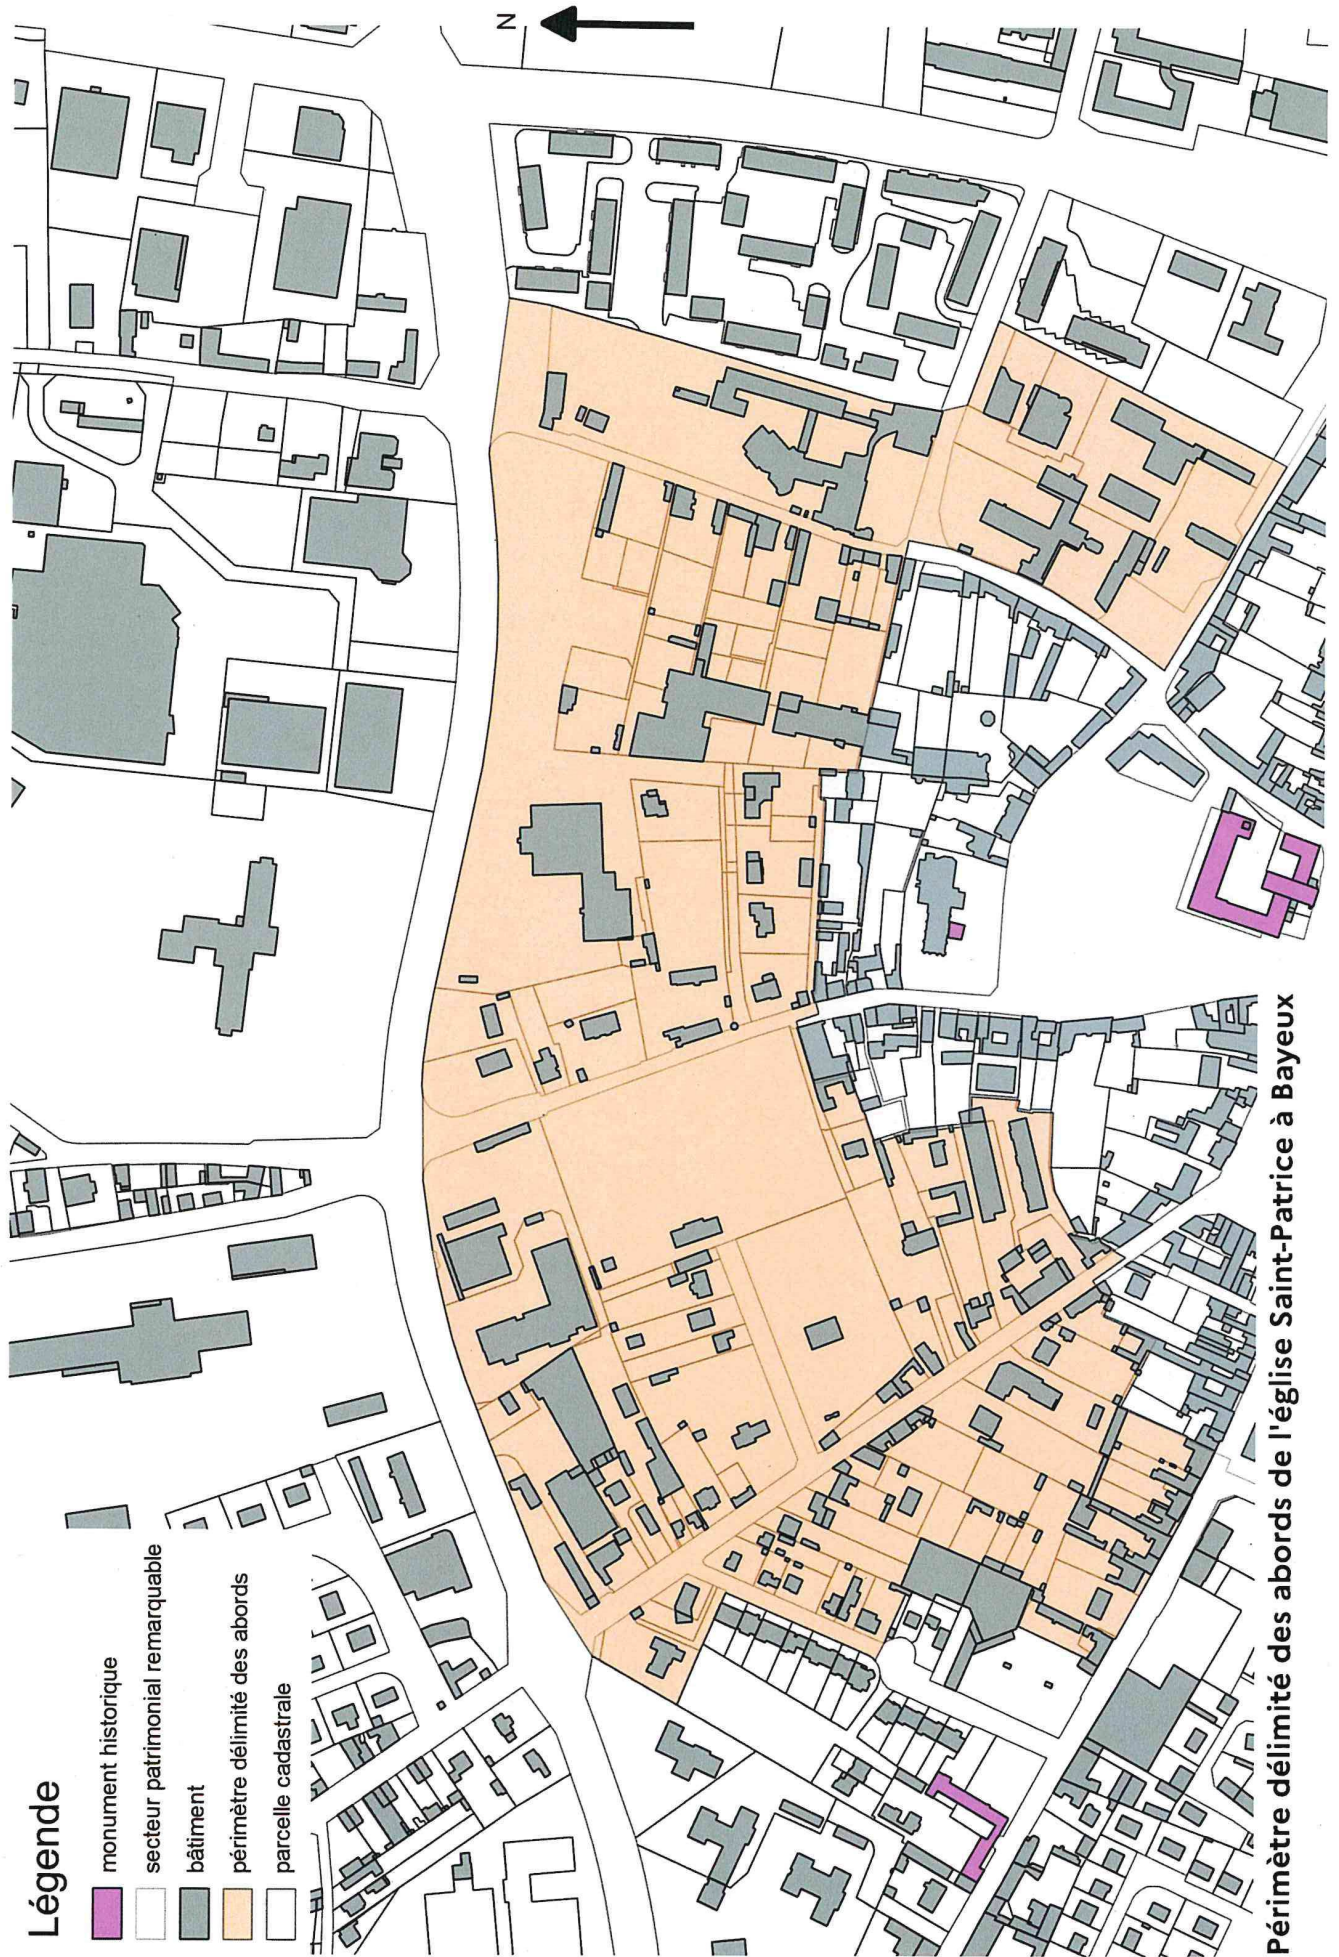 N
Légende
monument historique
secteur patrimonial remarquable
bâtiment
périmètre délimité des abords
parcelle cadastrale
Périmètre délimité des abords de l'église Saint-Patrice à Bayeux